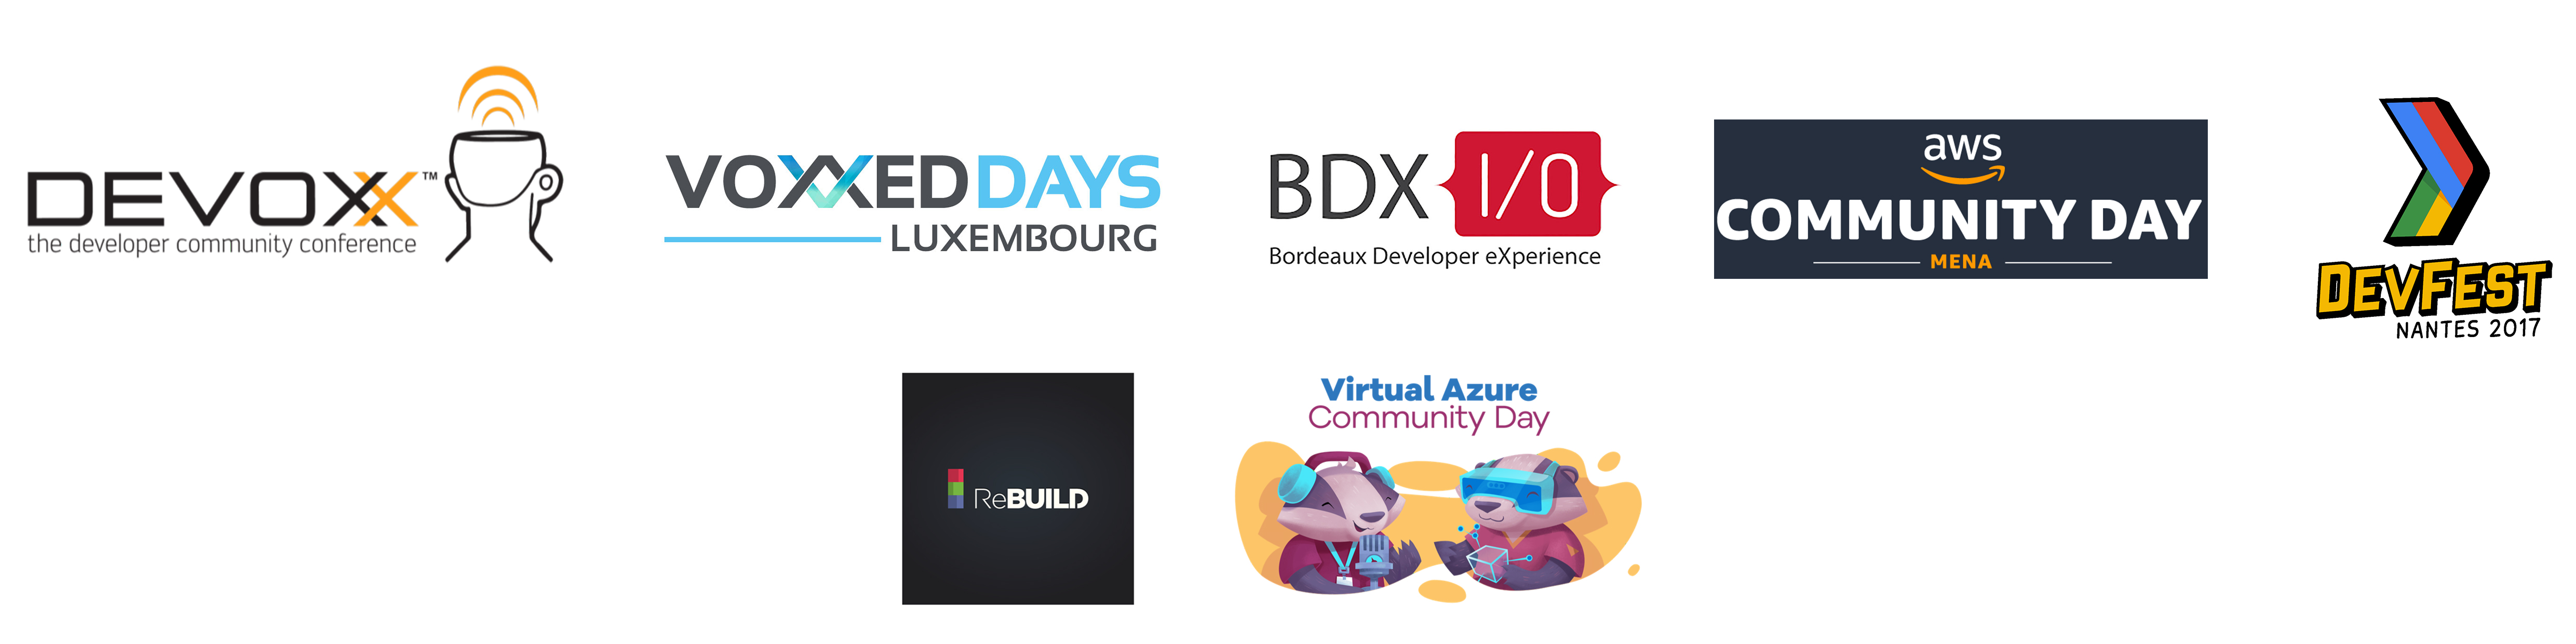 DEVOXX™
the developer community conference
VOXXED DAYS
LUXEMBOURG
BDX I/O
Bordeaux Developer eXperience
aws
COMMUNITY DAY
MENA
DEVFEST
NANTES 2017
ReBUILD
Virtual Azure
Community Day